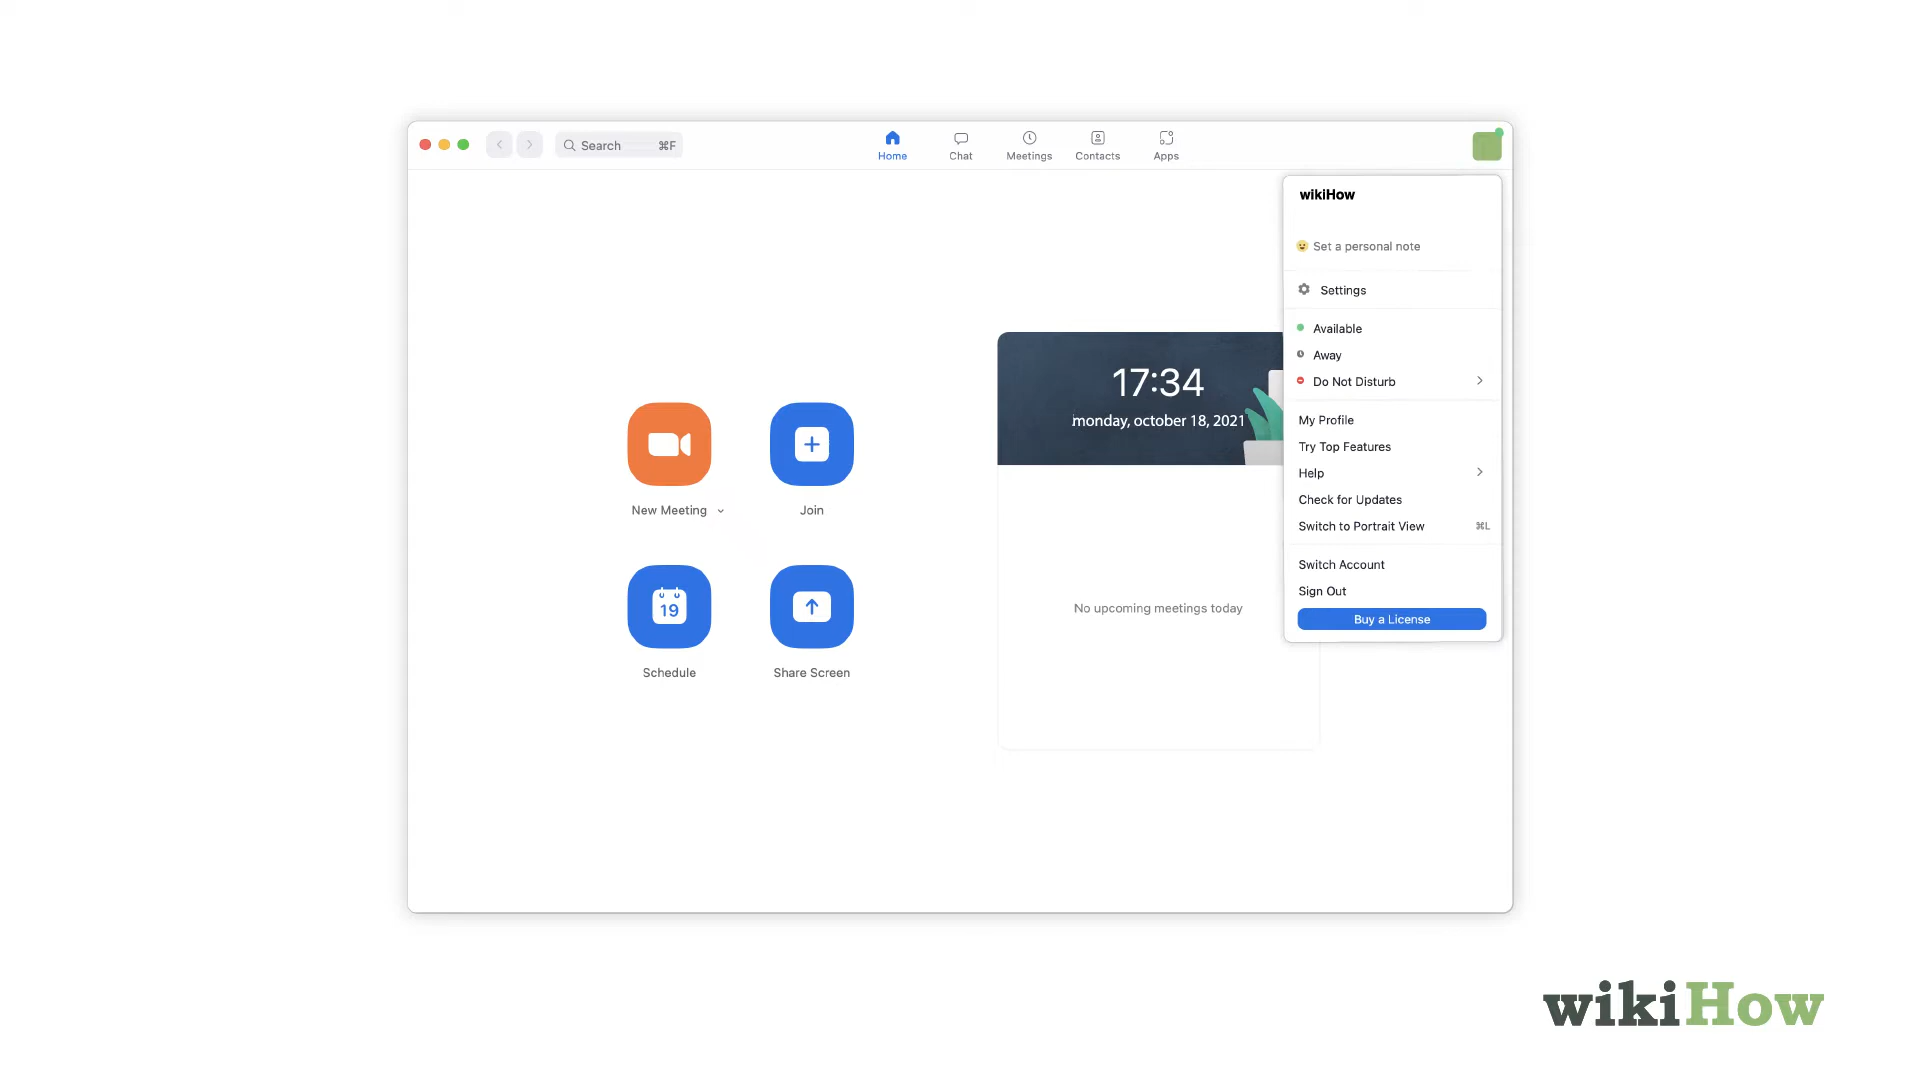 Search ⌘F
Home
Chat
Meetings
Contacts
Apps
wikiHow
Set a personal note
Settings
Available
Away
Do Not Disturb
My Profile
Try Top Features
Help
Check for Updates
Switch to Portrait View ⌘L
Switch Account
Sign Out
Buy a License
17:34
monday, october 18, 2021
No upcoming meetings today
New Meeting
Join
19
Schedule
Share Screen
wikiHow